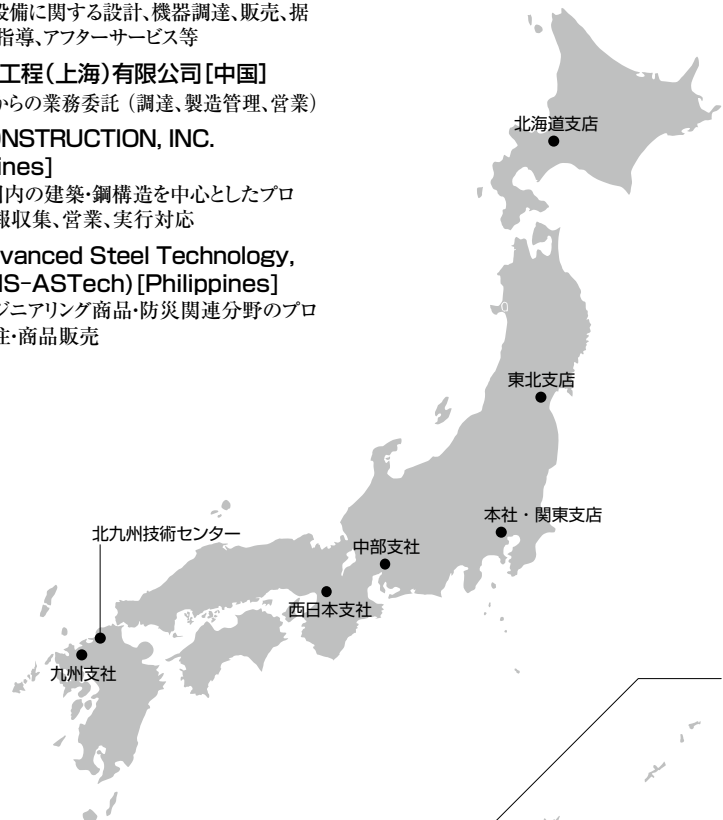 設備に関する設計、機器調達、販売、据
指導、アフターサービス等
工程(上海)有限公司[中国]
からの業務委託(調達、製造管理、営業)
ONSTRUCTION, INC.
ines]
内の建築・鋼構造を中心としたプロ
報収集、営業、実行対応
vanced Steel Technology,
NS-ASTech)[Philippines]
ジニアリング商品・防災関連分野のプロ
注・商品販売
北海道支店
東北支店
本社・関東支店
北九州技術センター
中部支社
西日本支社
九州支社